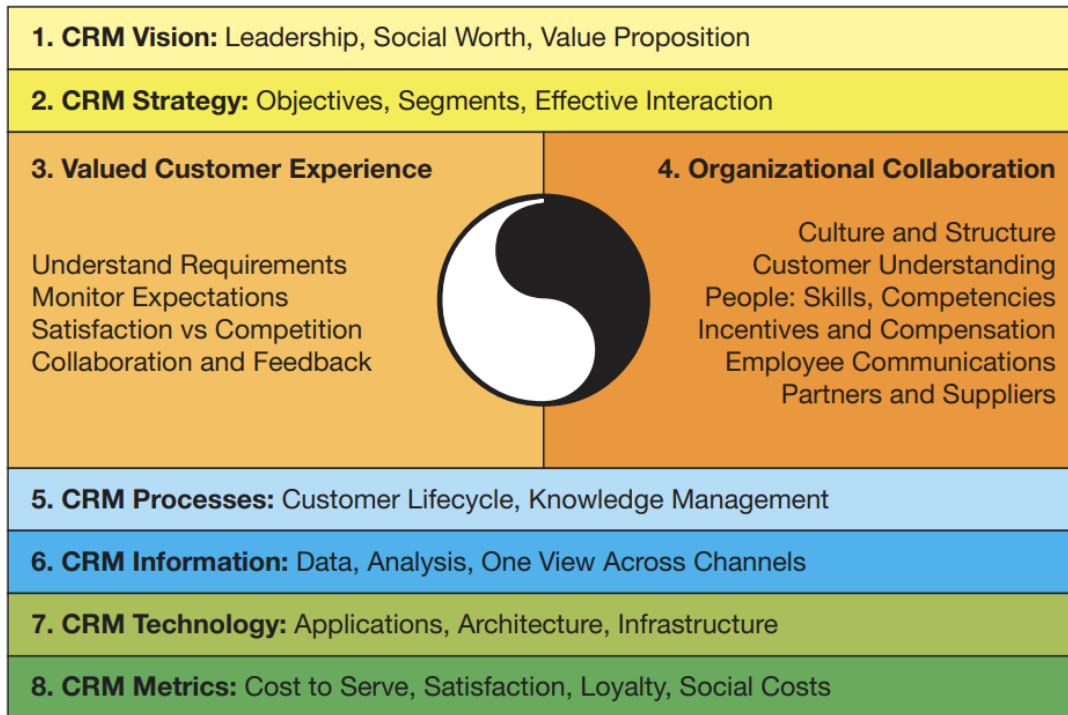 1. CRM Vision: Leadership, Social Worth, Value Proposition
2. CRM Strategy: Objectives, Segments, Effective Interaction
3. Valued Customer Experience
Understand Requirements
Monitor Expectations
Satisfaction vs Competition
Collaboration and Feedback
4. Organizational Collaboration
Culture and Structure
Customer Understanding
People: Skills, Competencies
Incentives and Compensation
Employee Communications
Partners and Suppliers
5. CRM Processes: Customer Lifecycle, Knowledge Management
6. CRM Information: Data, Analysis, One View Across Channels
7. CRM Technology: Applications, Architecture, Infrastructure
8. CRM Metrics: Cost to Serve, Satisfaction, Loyalty, Social Costs